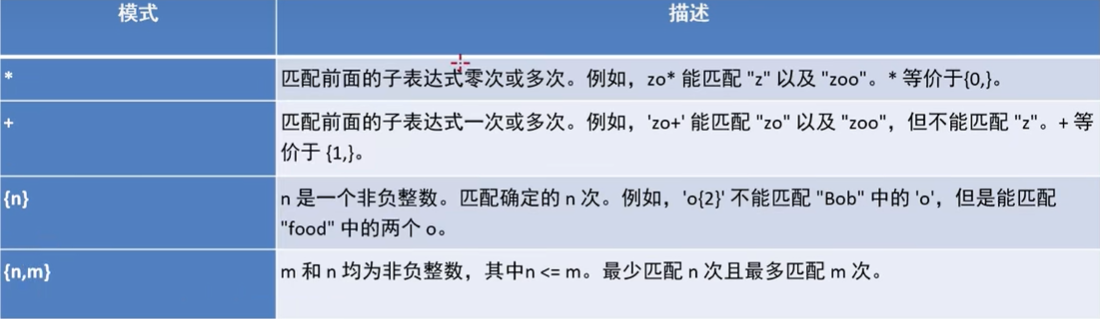 模式 描述
* 匹配前面的子表达式零次或多次。例如，zo* 能匹配 "z" 以及 "zoo"。* 等价于{0,}。
+ 匹配前面的子表达式一次或多次。例如，'zo+' 能匹配 "zo" 以及 "zoo"，但不能匹配 "z"。+ 等
价于 {1,}。
{n} n 是一个非负整数。匹配确定的 n 次。例如，'o{2}' 不能匹配 "Bob" 中的 'o'，但是能匹配
"food" 中的两个 o。
{n,m} m 和 n 均为非负整数，其中n <= m。最少匹配 n 次且最多匹配 m 次。